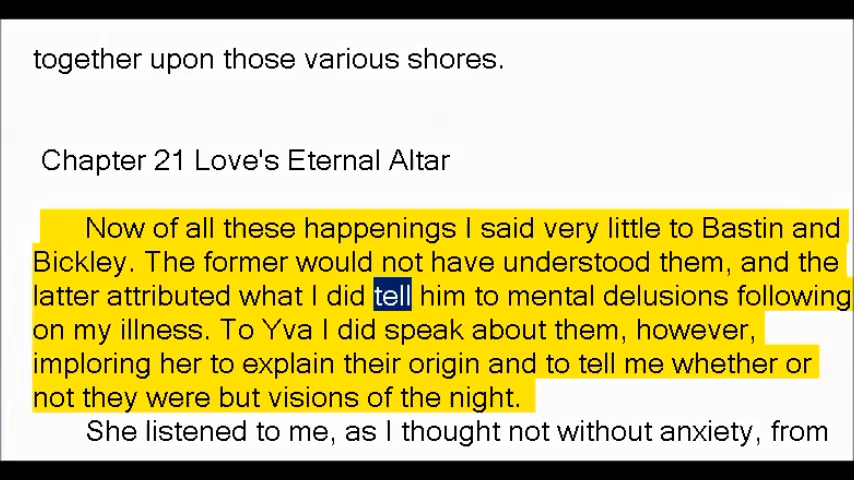 together upon those various shores.
Chapter 21 Love's Eternal Altar
Now of all these happenings I said very little to Bastin and
Bickley. The former would not have understood them, and the
latter attributed what I did tell him to mental delusions following
on my illness. To Yva I did speak about them, however,
imploring her to explain their origin and to tell me whether or
not they were but visions of the night.
She listened to me, as I thought not without anxiety, from